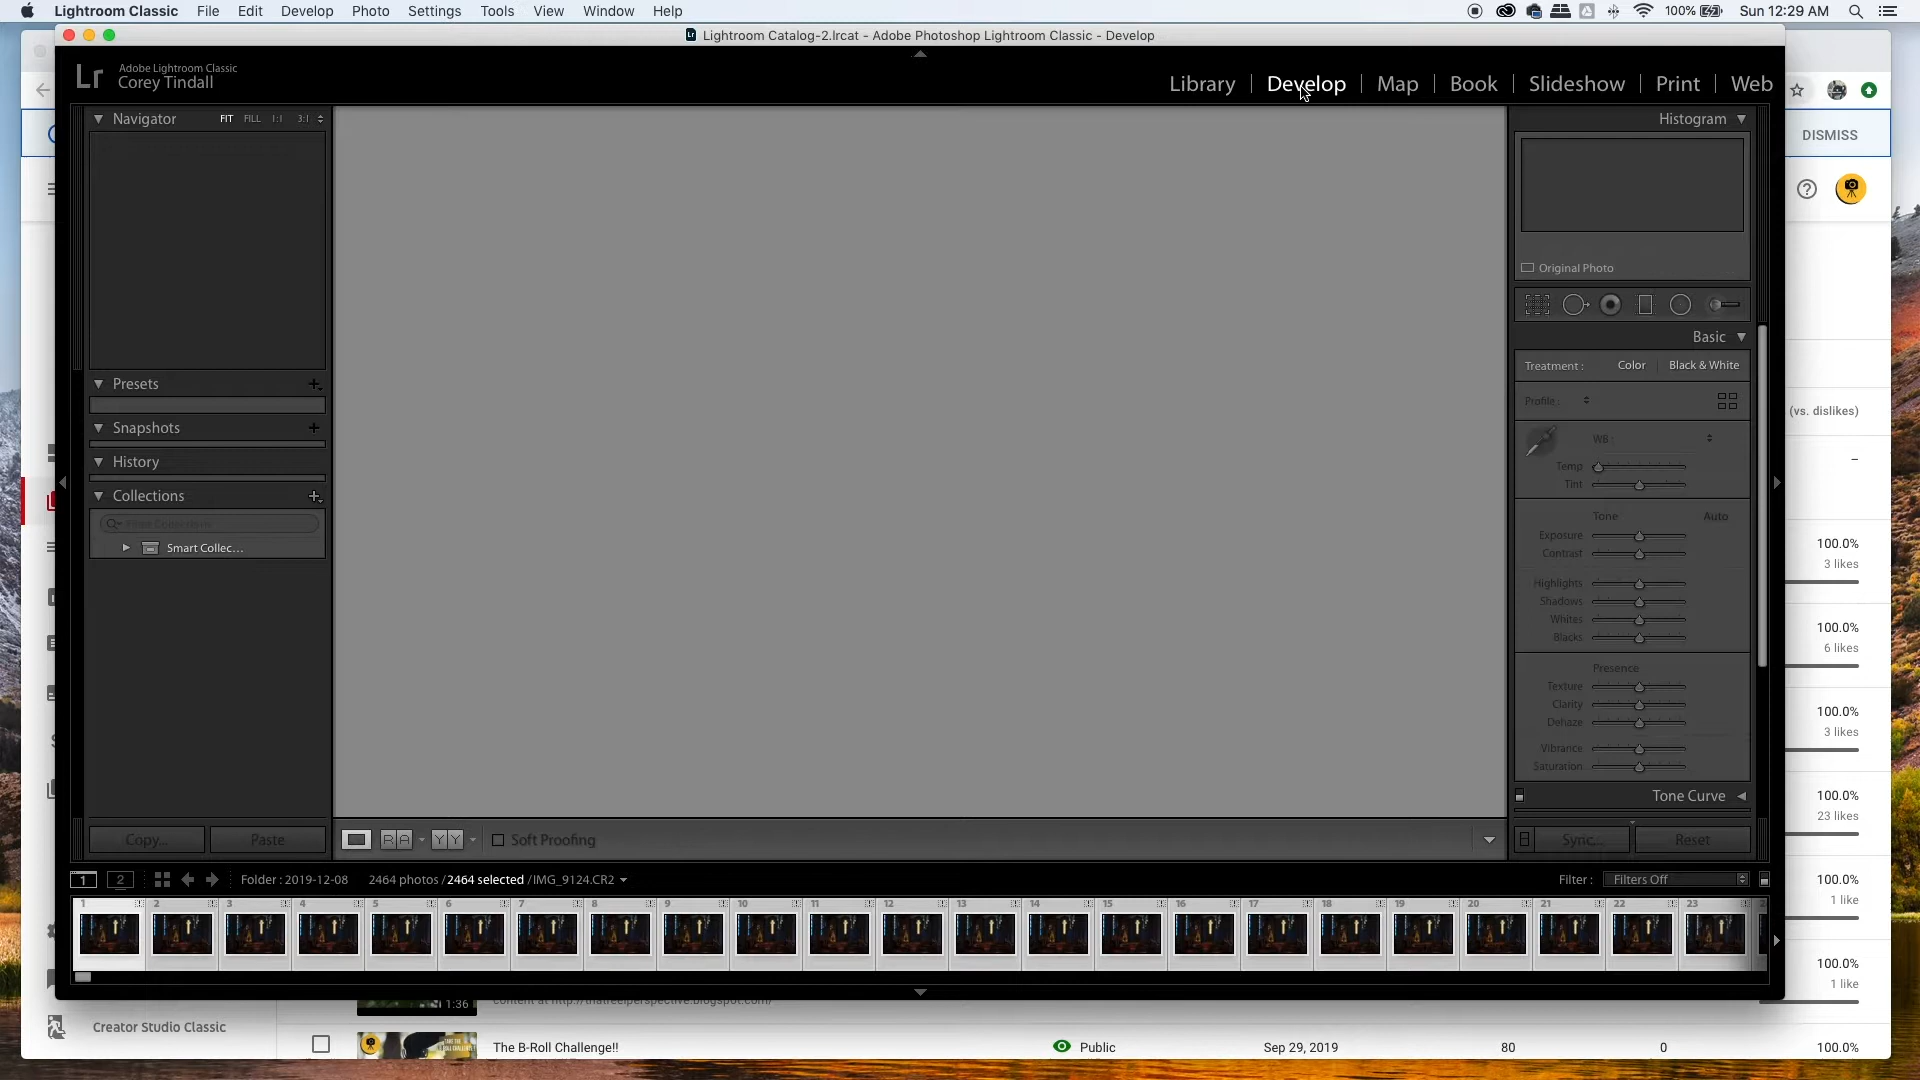 Lightroom Classic File Edit Develop Photo Settings Tools View Window Help 100% Sun 12:29 AM
Lightroom Catalog-2.lrcat - Adobe Photoshop Lightroom Classic - Develop
Lr Adobe Lightroom Classic
Corey Tindall
Library Develop Map Book Slideshow Print Web
Navigator FIT FILL 1:1 3:1
Histogram
DISMISS
Original Photo
Basic
Treatment : Color Black & White
Presets
Profile :
(vs. dislikes)
Snapshots
WB :
History
Temp
Tint
Collections
Filter Collections
Tone Auto
Smart Collec...
Exposure
100.0%
Contrast
3 likes
Highlights
Shadows
Whites
100.0%
Blacks
6 likes
Presence
Texture
Clarity
100.0%
Dehaze
3 likes
Vibrance
Saturation
Tone Curve
100.0%
23 likes
Copy... Paste
R A Y Y Soft Proofing
Sync... Reset
1 2 Folder : 2019-12-08 2464 photos / 2464 selected / IMG_9124.CR2
Filter : Filters Off
100.0%
1 like
1 2 3 4 5 6 7 8 9 10 11 12 13 14 15 16 17 18 19 20 21 22 23
100.0%
1 like
1:36 content at http://thatreelperspective.blogspot.com/
Creator Studio Classic
The B-Roll Challenge!! Public Sep 29, 2019 80 0 100.0%